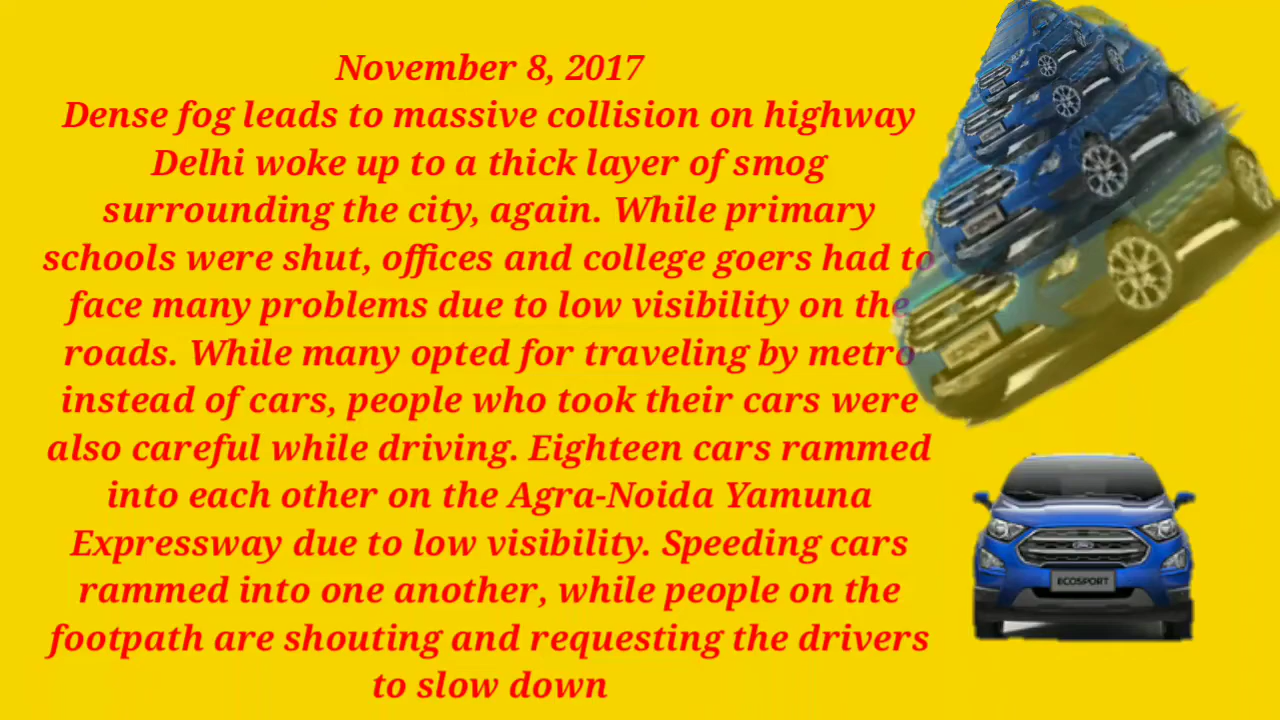 November 8, 2017
Dense fog leads to massive collision on highway
Delhi woke up to a thick layer of smog
surrounding the city, again. While primary
schools were shut, offices and college goers had to
face many problems due to low visibility on the
roads. While many opted for traveling by metro
instead of cars, people who took their cars were
also careful while driving. Eighteen cars rammed
into each other on the Agra-Noida Yamuna
Expressway due to low visibility. Speeding cars
rammed into one another, while people on the
footpath are shouting and requesting the drivers
to slow down
ECOSPORT